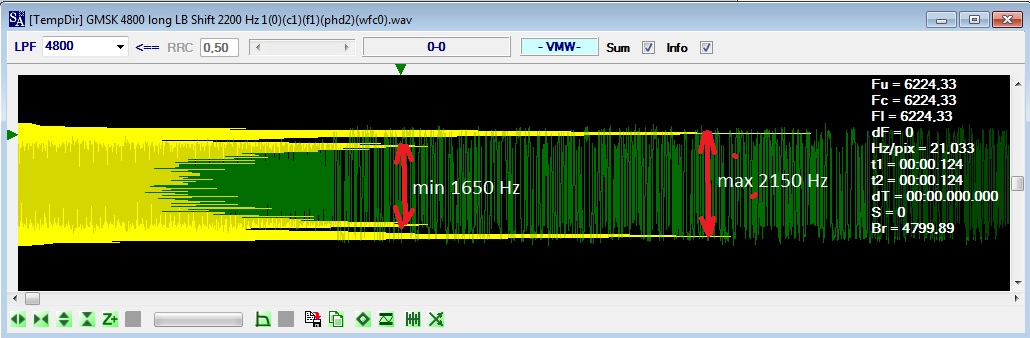 SA [TempDir] GMSK 4800 long LB Shift 2200 Hz 1(0)(c1)(f1)(phd2)(wfc0).wav
LPF 4800 <== RRC 0,50 0-0 - VMW- Sum Info
Fu = 6224,33
Fc = 6224,33
Fl = 6224,33
dF = 0
Hz/pix = 21,033
t1 = 00:00.124
t2 = 00:00.124
dT = 00:00.000.000
S = 0
Br = 4799,89
min 1650 Hz
max 2150 Hz
Z+